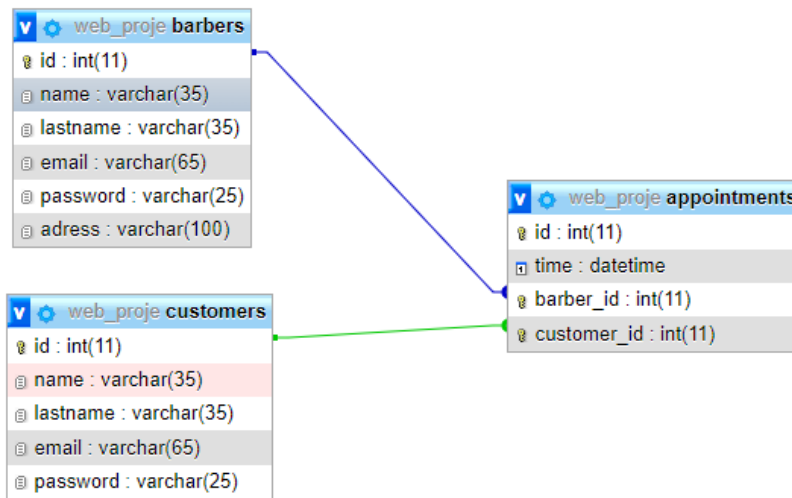 v web_proje barbers
id : int(11)
name : varchar(35)
lastname : varchar(35)
email : varchar(65)
password : varchar(25)
adress : varchar(100)
v web_proje appointments
id : int(11)
time : datetime
barber_id : int(11)
customer_id : int(11)
v web_proje customers
id : int(11)
name : varchar(35)
lastname : varchar(35)
email : varchar(65)
password : varchar(25)